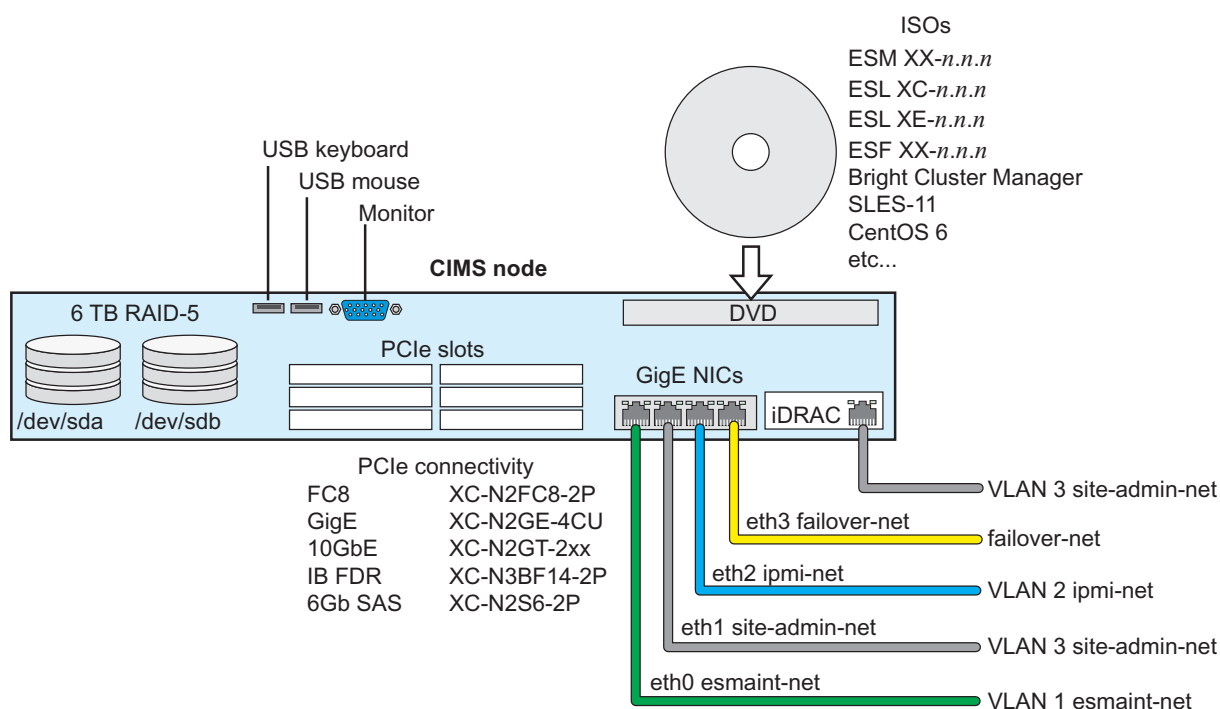 ISOs
ESM XX-n.n.n
ESL XC-n.n.n
ESL XE-n.n.n
ESF XX-n.n.n
Bright Cluster Manager
SLES-11
CentOS 6
etc...
USB keyboard
USB mouse
Monitor
CIMS node
6 TB RAID-5
DVD
PCIe slots
GigE NICs
/dev/sda
/dev/sdb
iDRAC
PCIe connectivity
FC8 XC-N2FC8-2P
GigE XC-N2GE-4CU
10GbE XC-N2GT-2xx
IB FDR XC-N3BF14-2P
6Gb SAS XC-N2S6-2P
VLAN 3 site-admin-net
eth3 failover-net
failover-net
eth2 ipmi-net
VLAN 2 ipmi-net
eth1 site-admin-net
VLAN 3 site-admin-net
eth0 esmaint-net
VLAN 1 esmaint-net